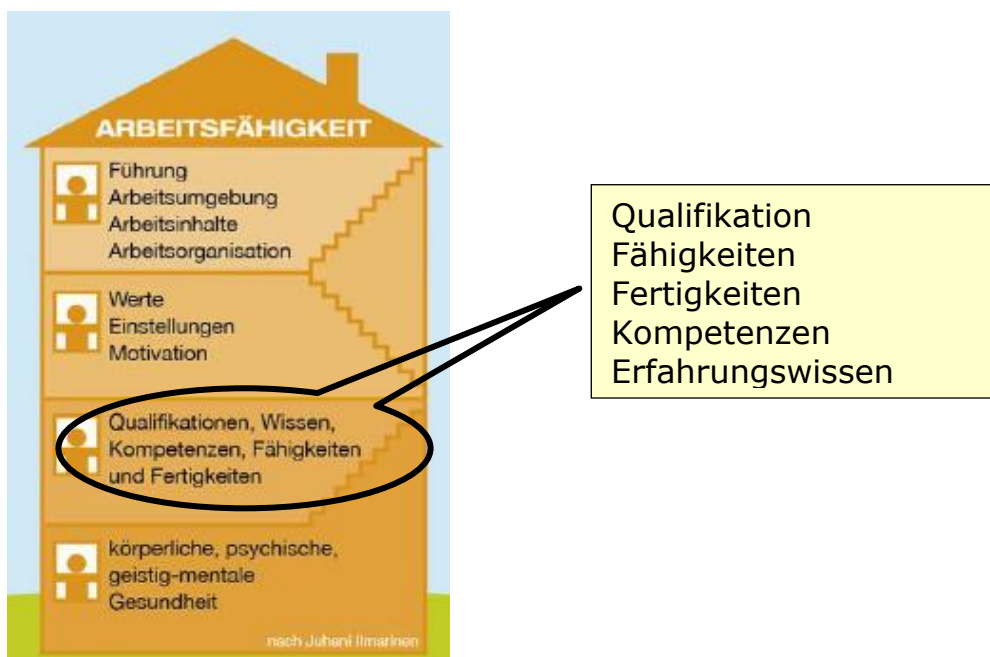 ARBEITSFÄHIGKEIT
Führung
Arbeitsumgebung
Arbeitsinhalte
Arbeitsorganisation
Werte
Einstellungen
Motivation
Qualifikationen, Wissen,
Kompetenzen, Fähigkeiten
und Fertigkeiten
körperliche, psychische,
geistig-mentale
Gesundheit
nach Juhani Ilmarinen
Qualifikation
Fähigkeiten
Fertigkeiten
Kompetenzen
Erfahrungswissen